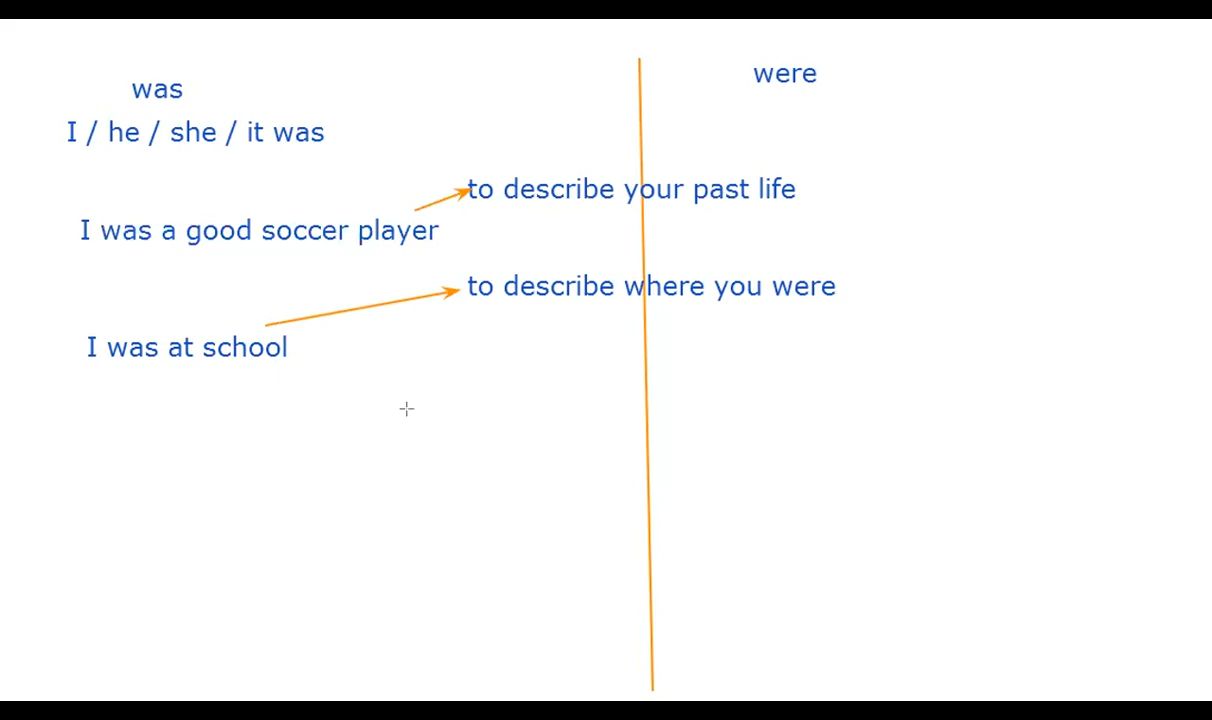 was
I / he / she / it was
were
to describe your past life
I was a good soccer player
to describe where you were
I was at school